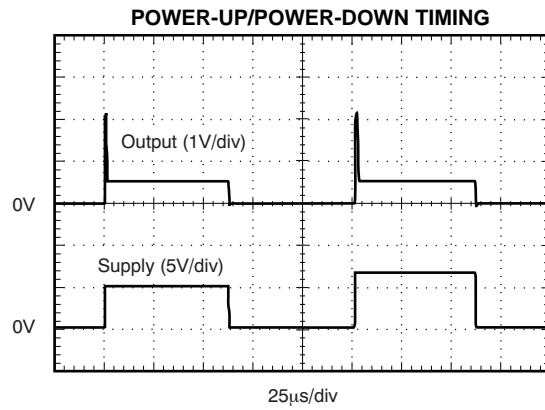 POWER-UP/POWER-DOWN TIMING
Output (1V/div)
0V
Supply (5V/div)
0V
25µs/div